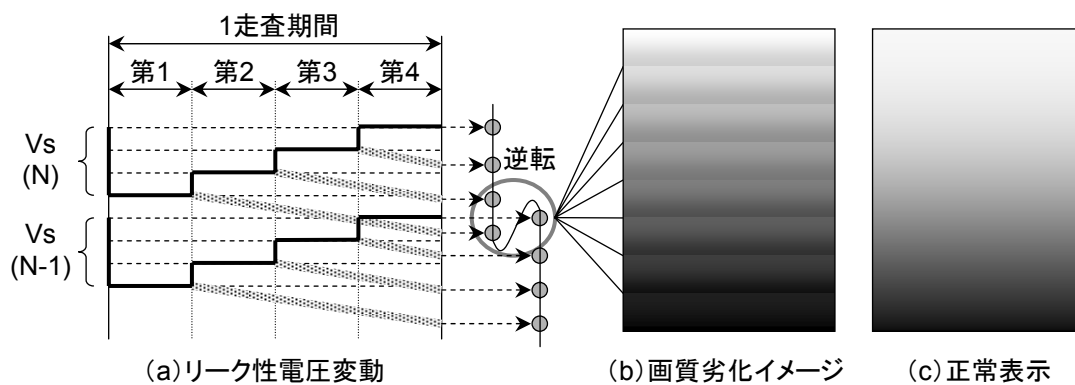 1走査期間
第1 第2 第3 第4
Vs
(N)
逆転
Vs
(N-1)
(a)リーク性電圧変動
(b)画質劣化イメージ
(c)正常表示